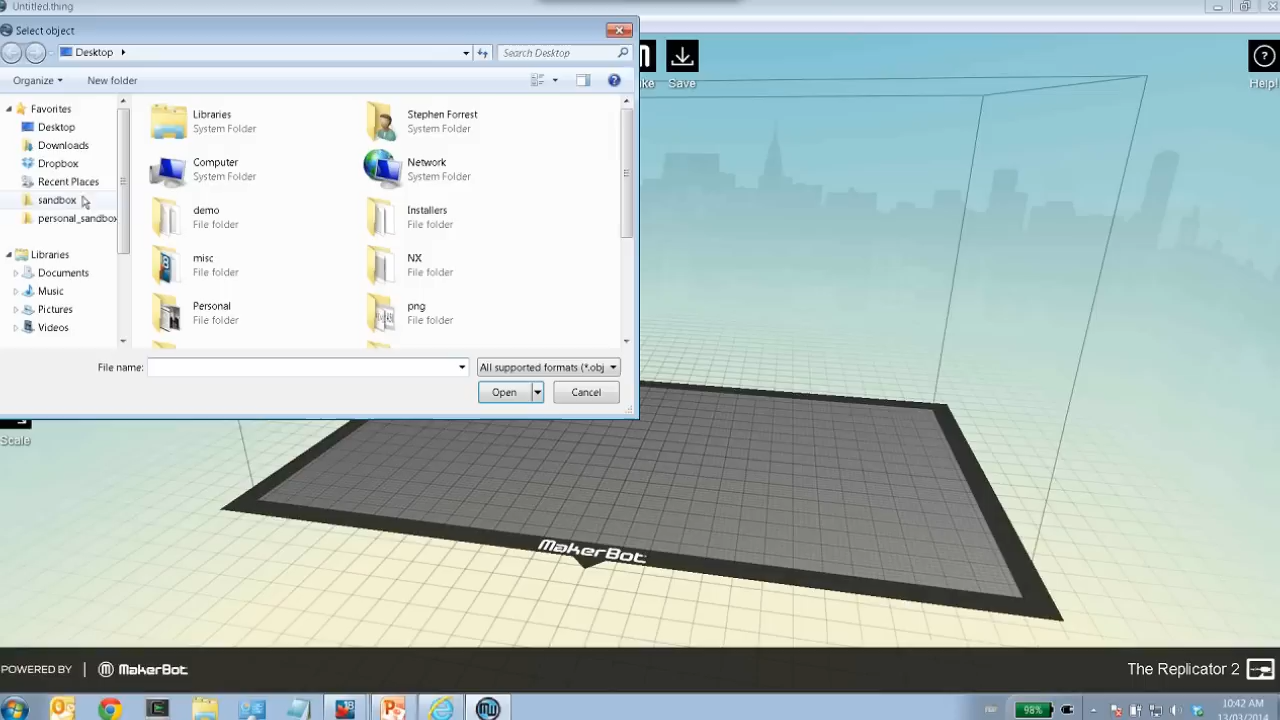 Untitled.thing
Select object
Desktop
Search Desktop
Organize
New folder
Favorites
Desktop
Downloads
Dropbox
Recent Places
sandbox
personal_sandbox
Libraries
Documents
Music
Pictures
Videos
Libraries
System Folder
Stephen Forrest
System Folder
Computer
System Folder
Network
System Folder
demo
File folder
Installers
File folder
misc
File folder
NX
File folder
Personal
File folder
png
File folder
File name:
All supported formats (*.obj
Open
Cancel
ke
Save
Help!
Scale
MakerBot
POWERED BY
MakerBot
The Replicator 2
98%
10:42 AM
13/03/2014